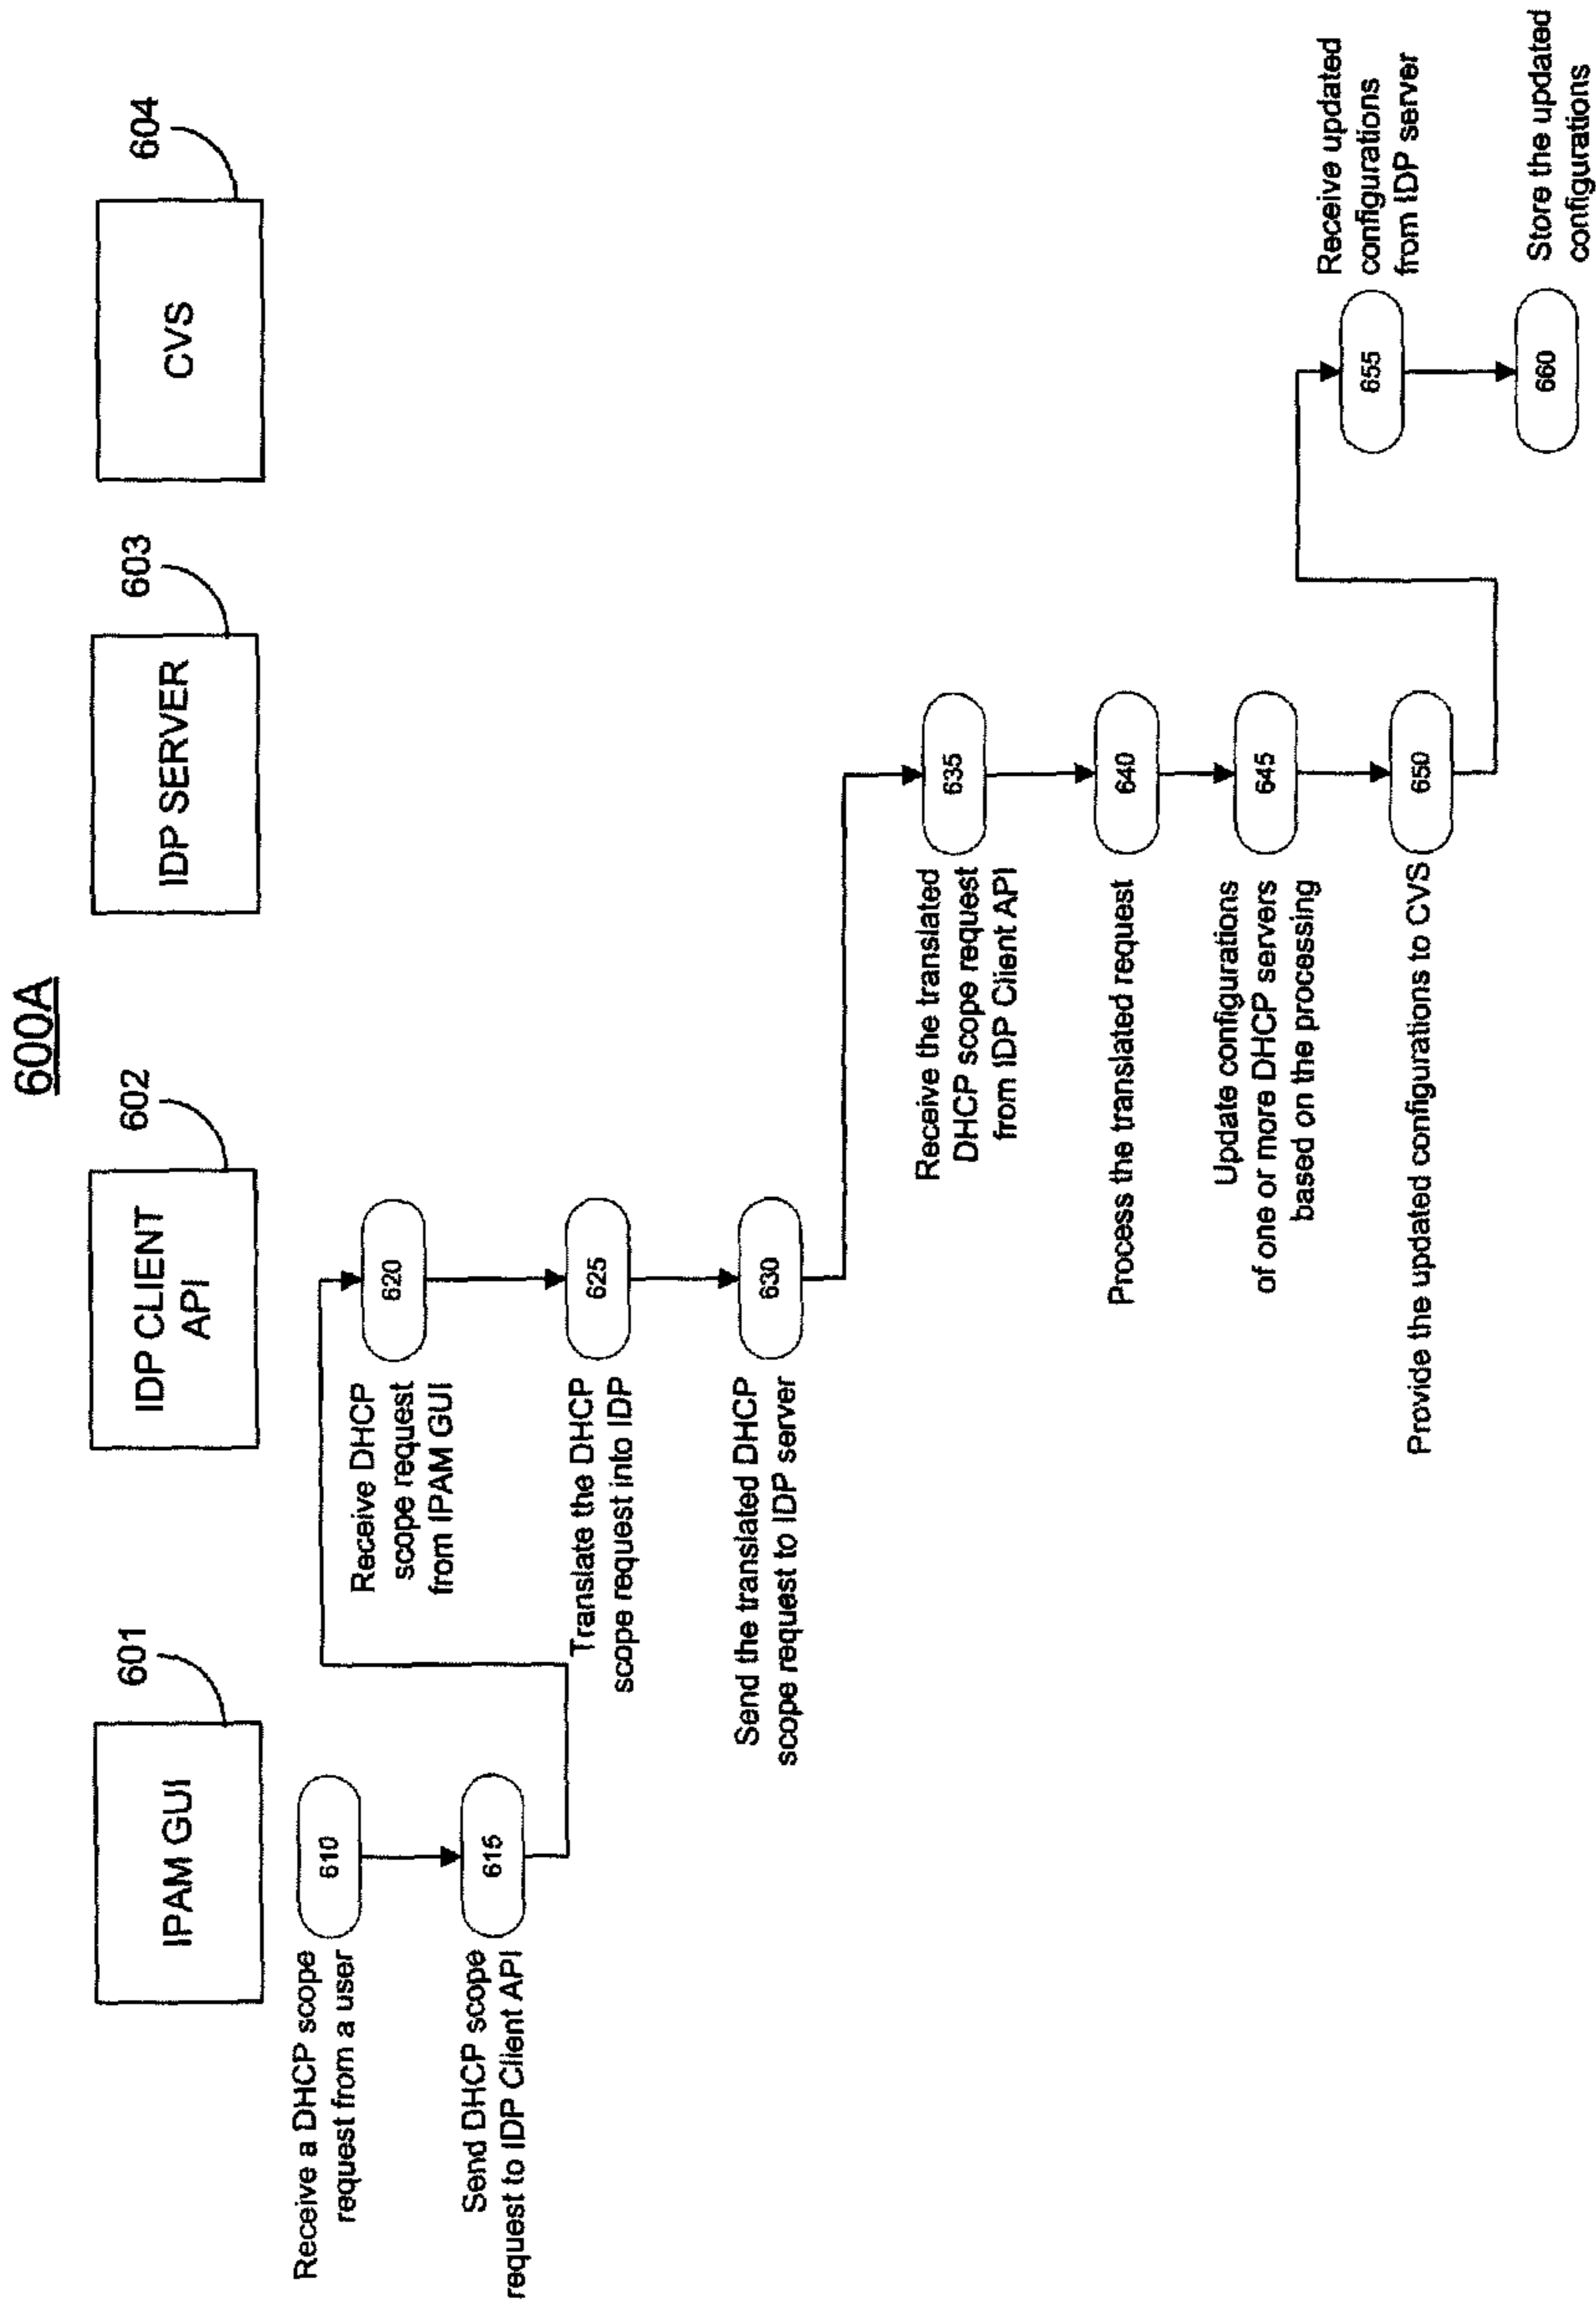 600A
601
IPAM GUI
602
IDP CLIENT
API
603
IDP SERVER
604
CVS
Receive a DHCP scope
request from a user
610
Send DHCP scope
request to IDP Client API
615
Receive DHCP
scope request
from IPAM GUI
620
Translate the DHCP
scope request into IDP
625
Send the translated DHCP
scope request to IDP server
630
Receive the translated
DHCP scope request
from IDP Client API
635
Process the translated request
640
Update configurations
of one or more DHCP servers
based on the processing
645
Provide the updated configurations to CVS
650
Receive updated
configurations
from IDP server
655
Store the updated
configurations
660